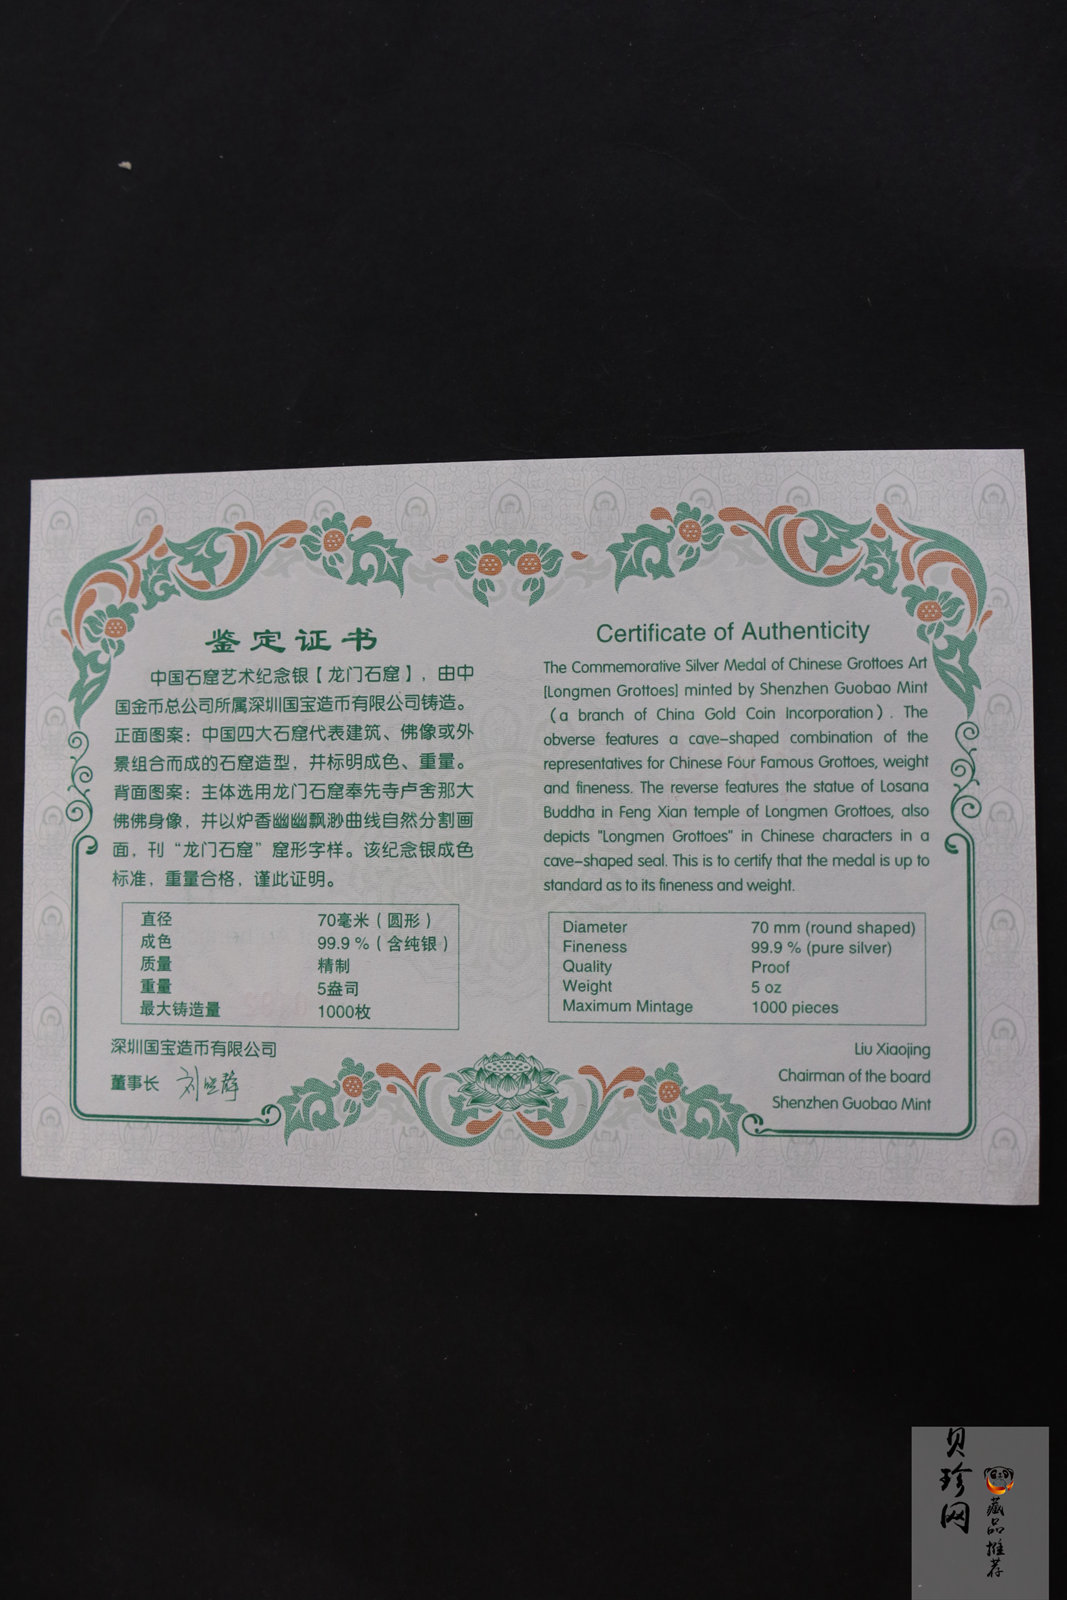 鉴定证书
中国石窟艺术纪念银【龙门石窟】，由中
国金币总公司所属深圳国宝造币有限公司铸造。
正面图案：中国四大石窟代表建筑、佛像或外
景组合而成的石窟造型，并标明成色、重量。
背面图案：主体选用龙门石窟奉先寺卢舍那大
佛佛身像，并以炉香幽幽飘渺曲线自然分割画
面，刊“龙门石窟”窟形字样。该纪念银成色
标准，重量合格，谨此证明。
直径 70毫米（圆形）
成色 99.9 %（含纯银）
质量 精制
重量 5盎司
最大铸造量 1000枚
深圳国宝造币有限公司
董事长 刘晓静
Certificate of Authenticity
The Commemorative Silver Medal of Chinese Grottoes Art
[Longmen Grottoes] minted by Shenzhen Guobao Mint
（a branch of China Gold Coin Incorporation）. The
obverse features a cave-shaped combination of the
representatives for Chinese Four Famous Grottoes, weight
and fineness. The reverse features the statue of Losana
Buddha in Feng Xian temple of Longmen Grottoes, also
depicts "Longmen Grottoes" in Chinese characters in a
cave-shaped seal. This is to certify that the medal is up to
standard as to its fineness and weight.
Diameter 70 mm (round shaped)
Fineness 99.9 % (pure silver)
Quality Proof
Weight 5 oz
Maximum Mintage 1000 pieces
Liu Xiaojing
Chairman of the board
Shenzhen Guobao Mint
贝珍网
藏品推荐